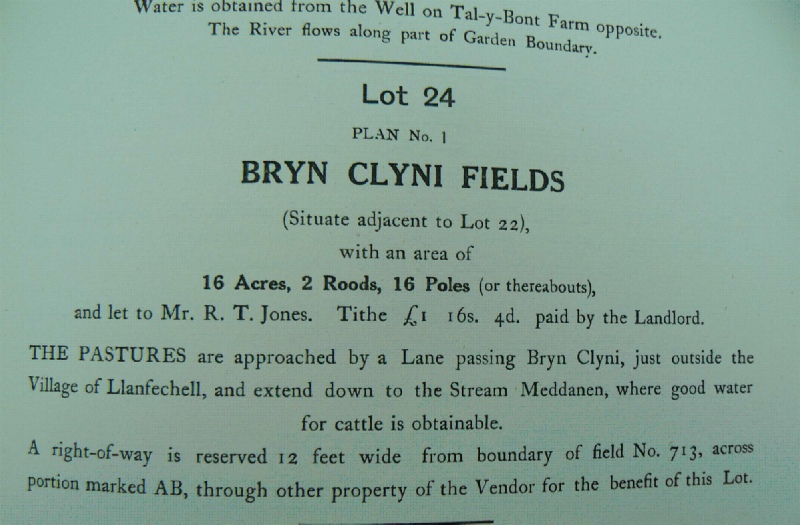 Water is obtained from the Well on Tal-y-Bont Farm opposite.
The River flows along part of Garden Boundary.
Lot 24
PLAN No. 1
BRYN CLYNI FIELDS
(Situate adjacent to Lot 22),
with an area of
16 Acres, 2 Roods, 16 Poles (or thereabouts),
and let to Mr. R. T. Jones. Tithe £1 16s. 4d. paid by the Landlord.
THE PASTURES are approached by a Lane passing Bryn Clyni, just outside the
Village of Llanfechell, and extend down to the Stream Meddanen, where good water
for cattle is obtainable.
A right-of-way is reserved 12 feet wide from boundary of field No. 713, across
portion marked AB, through other property of the Vendor for the benefit of this Lot.